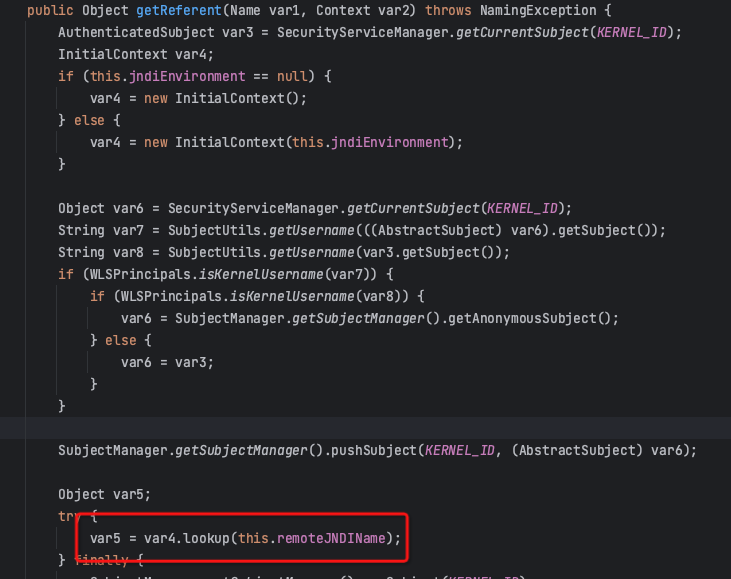 public Object getReferent(Name var1, Context var2) throws NamingException {
AuthenticatedSubject var3 = SecurityServiceManager.getCurrentSubject(KERNEL_ID);
InitialContext var4;
if (this.jndiEnvironment == null) {
var4 = new InitialContext();
} else {
var4 = new InitialContext(this.jndiEnvironment);
}
Object var6 = SecurityServiceManager.getCurrentSubject(KERNEL_ID);
String var7 = SubjectUtils.getUsername(((AbstractSubject) var6).getSubject());
String var8 = SubjectUtils.getUsername(var3.getSubject());
if (WLSPrincipals.isKernelUsername(var7)) {
if (WLSPrincipals.isKernelUsername(var8)) {
var6 = SubjectManager.getSubjectManager().getAnonymousSubject();
} else {
var6 = var3;
}
}
SubjectManager.getSubjectManager().pushSubject(KERNEL_ID, (AbstractSubject) var6);
Object var5;
try {
var5 = var4.lookup(this.remoteJNDIName);
} finally {